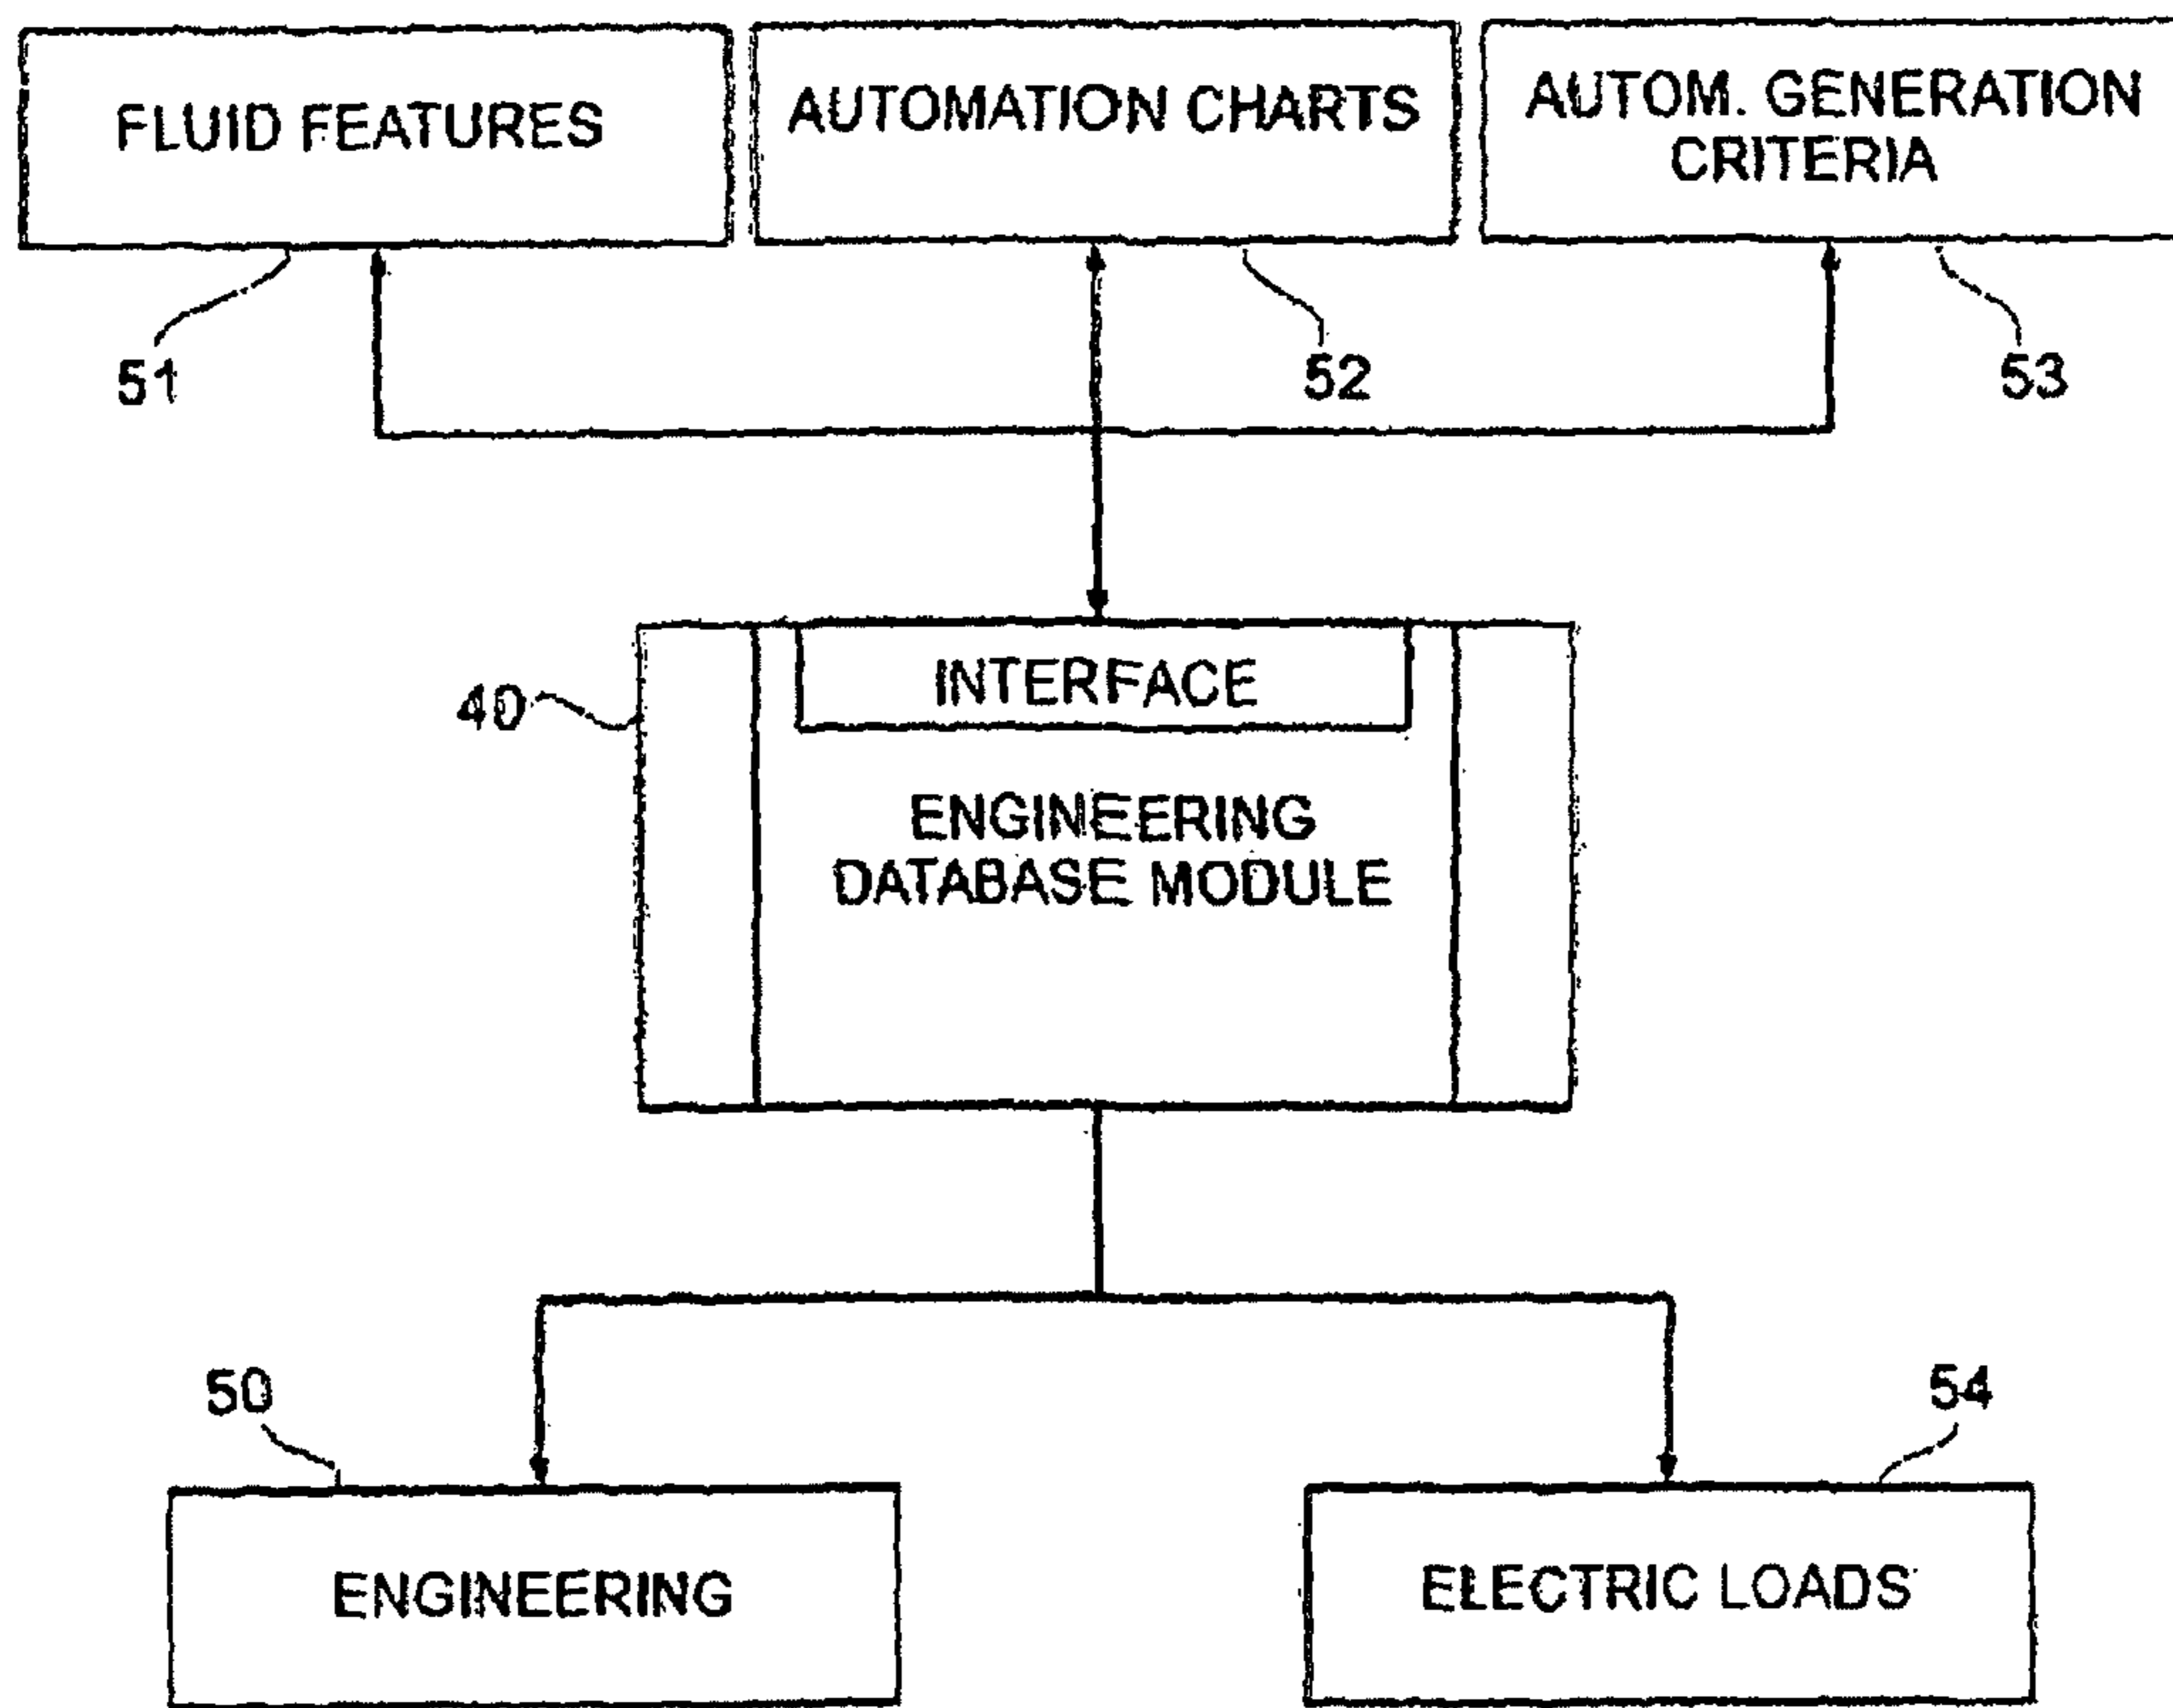 FLUID FEATURES
AUTOMATION CHARTS
AUTOM. GENERATION
CRITERIA
51
52
53
40
INTERFACE
ENGINEERING
DATABASE MODULE
50
54
ENGINEERING
ELECTRIC LOADS